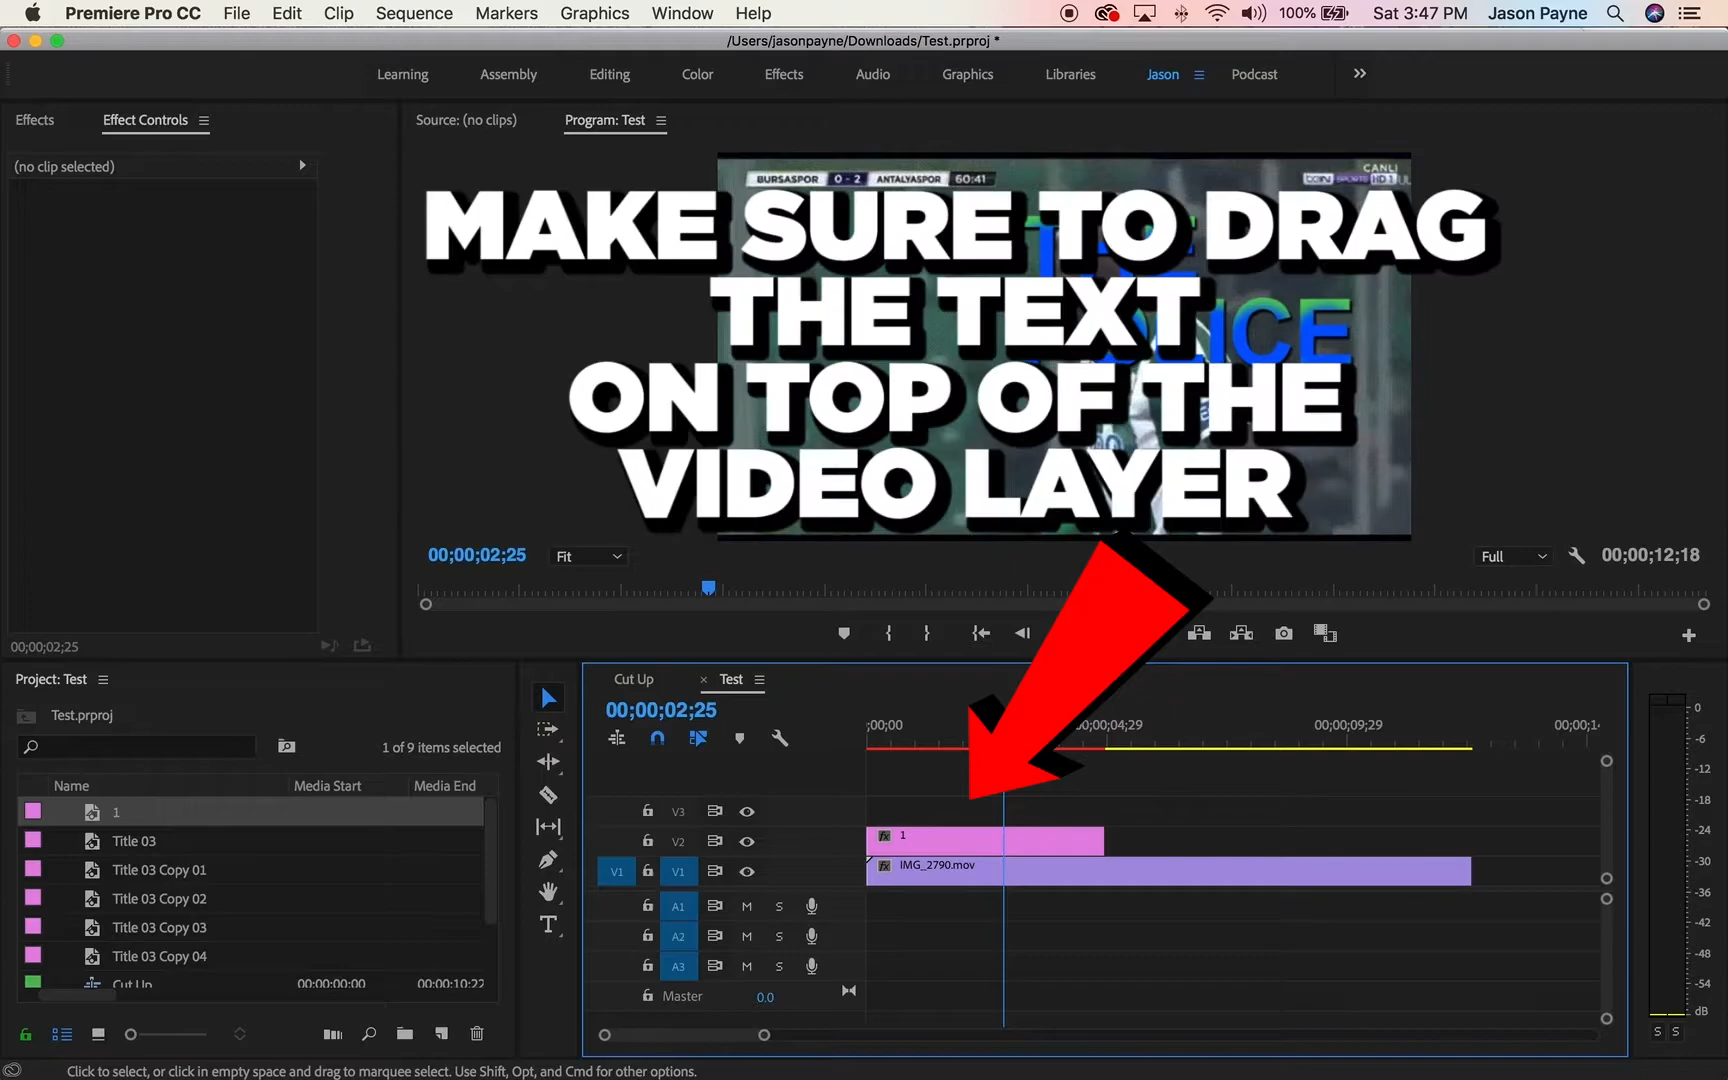 Premiere Pro CC File Edit Clip Sequence Markers Graphics Window Help 100% Sat 3:47 PM Jason Payne
/Users/jasonpayne/Downloads/Test.prproj *
Learning Assembly Editing Color Effects Audio Graphics Libraries Jason Podcast
Effects Effect Controls Source: (no clips) Program: Test
(no clip selected)
CANLI
BURSASPOR 0 - 2 ANTALYASPOR 60:41 beIN SPORTS HD 1
MAKE SURE TO DRAG
THE TEXT
ON TOP OF THE
VIDEO LAYER
00;00;02;25 Fit Full 00;00;12;18
00;00;02;25
Project: Test Cut Up × Test
00;00;02;25
Test.prproj
;00;00 00;00;09;29 00;00;14
1 of 9 items selected
Name Media Start Media End
1
Title 03
Title 03 Copy 01
Title 03 Copy 02
Title 03 Copy 03
Title 03 Copy 04
Cut Up 00:00:00:00 00:00:10:22
V3
V2 1
V1 V1 IMG_2790.mov
A1 M S
A2 M S
A3 M S
Master 0.0
0
-6
-12
-18
-24
-30
-36
-42
-48
-54
dB
S S
Click to select, or click in empty space and drag to marquee select. Use Shift, Opt, and Cmd for other options.